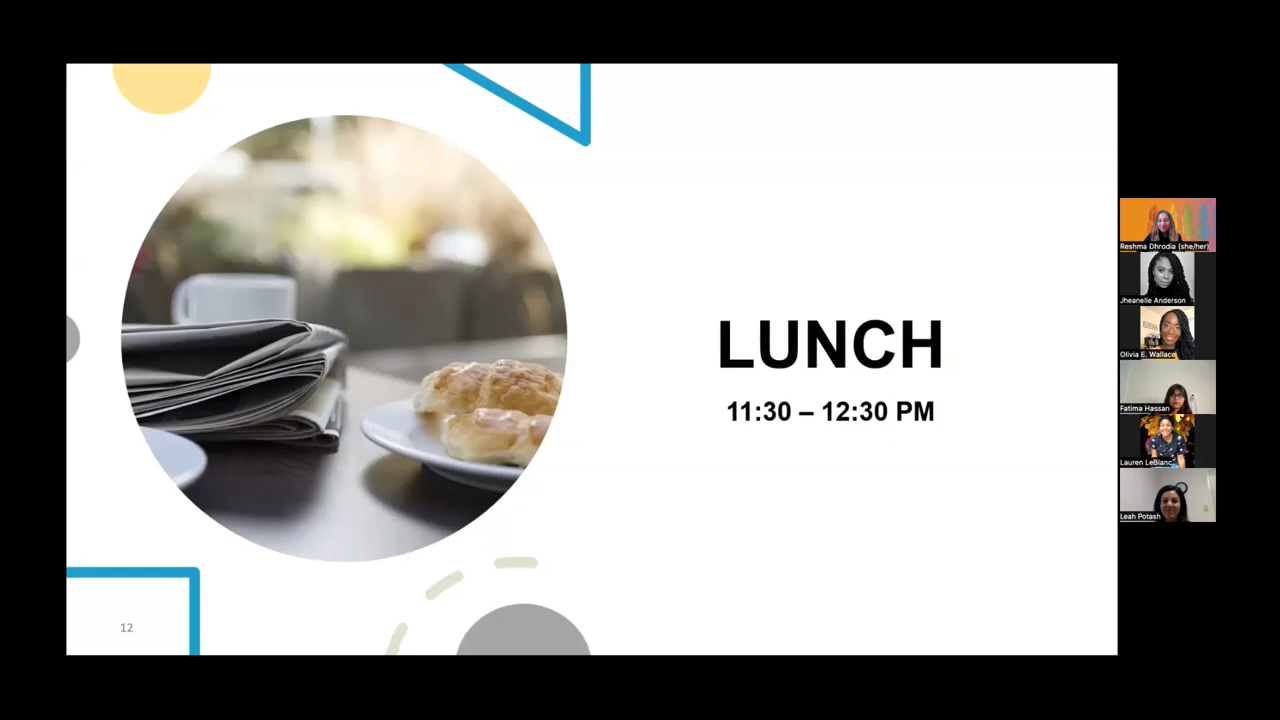 LUNCH
11:30 – 12:30 PM
12
Reshma Dhrodia (she/her)
Jheanelle Anderson
Olivia E. Wallace
Fatima Hassan
Lauren LeBlanc
Leah Potash